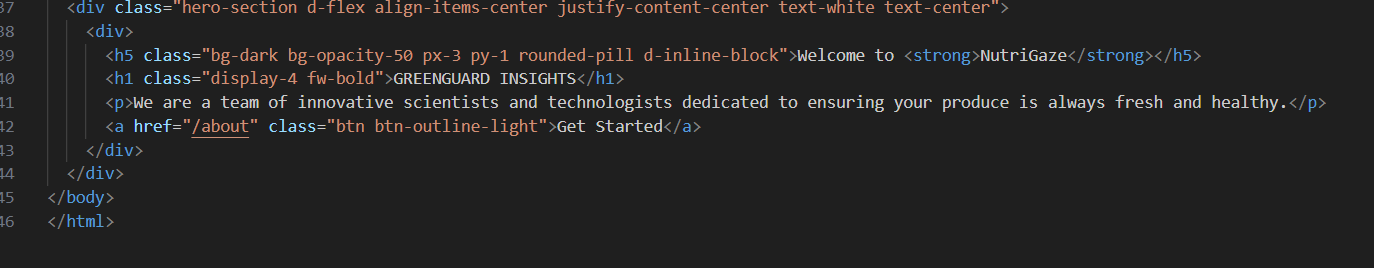 37 <div class="hero-section d-flex align-items-center justify-content-center text-white text-center">
38 <div>
39 <h5 class="bg-dark bg-opacity-50 px-3 py-1 rounded-pill d-inline-block">Welcome to <strong>NutriGaze</strong></h5>
40 <h1 class="display-4 fw-bold">GREENGUARD INSIGHTS</h1>
41 <p>We are a team of innovative scientists and technologists dedicated to ensuring your produce is always fresh and healthy.</p>
42 <a href="/about" class="btn btn-outline-light">Get Started</a>
43 </div>
44 </div>
45 </body>
46 </html>